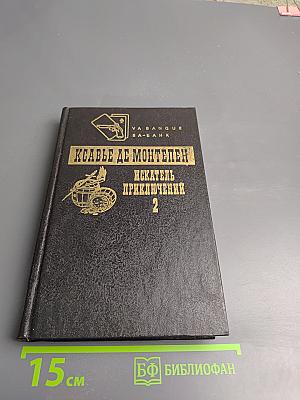 VA BANQUE
ВА-БАНК
КСАВЬЕ ДЕ МОНТЕПЕН
ИСКАТЕЛЬ
ПРИКЛЮЧЕНИЙ
2
15 см
БФ БИБЛИОФАН